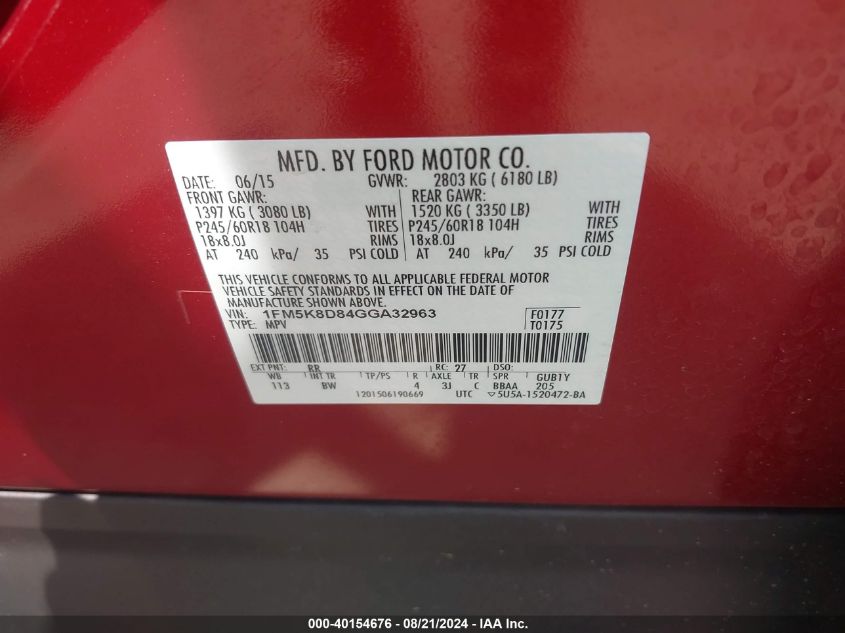 MFD. BY FORD MOTOR CO.
DATE: 06/15 GVWR: 2803 KG ( 6180 LB)
FRONT GAWR: REAR GAWR:
1397 KG ( 3080 LB) WITH 1520 KG ( 3350 LB) WITH
P245/60R18 104H TIRES P245/60R18 104H TIRES
18x8.0J RIMS 18x8.0J RIMS
AT 240 kPa/ 35 PSI COLD AT 240 kPa/ 35 PSI COLD
THIS VEHICLE CONFORMS TO ALL APPLICABLE FEDERAL MOTOR
VEHICLE SAFETY STANDARDS IN EFFECT ON THE DATE OF
MANUFACTURE SHOWN ABOVE.
VIN: 1FM5K8D84GGA32963 F0177
TYPE: MPV T0175
EXT PNT: RR RC: 27 DSO:
WB INT TR TP/PS R AXLE TR SPR GUB1Y
113 BW 4 3J C BBAA 205
1201506190669 UTC ▽5U5A-1520472-BA
000-40154676 - 08/21/2024 - IAA Inc.